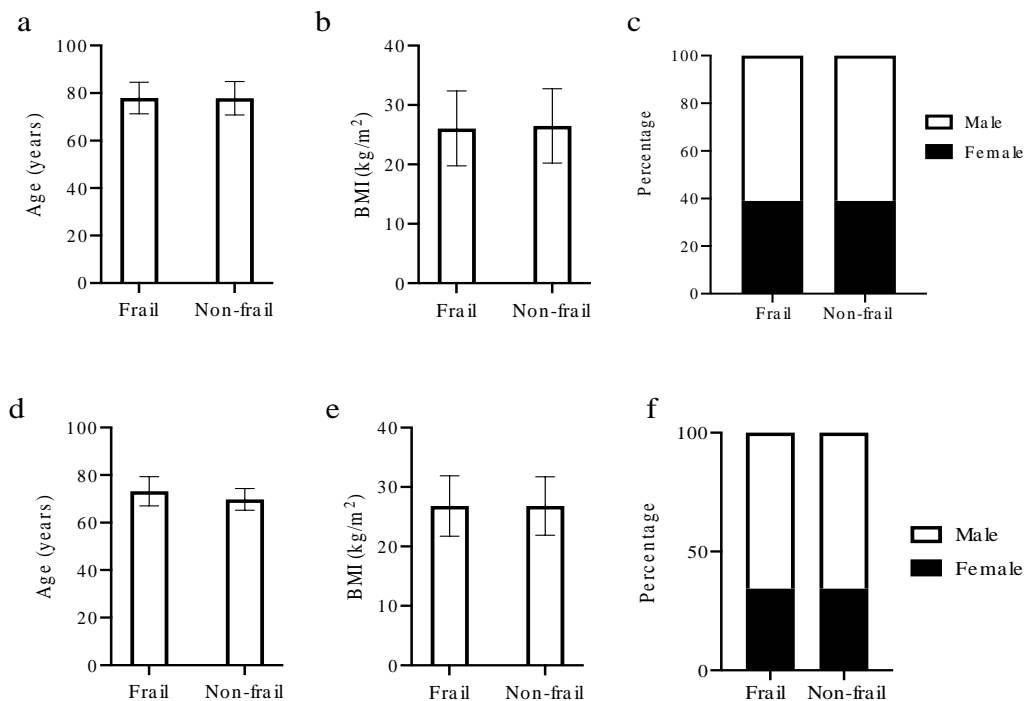 a
Age (years)
100
80
60
40
20
0
Frail
Non-frail
b
BMI (kg/m²)
40
30
20
10
0
Frail
Non-frail
c
Percentage
100
80
60
40
20
0
Frail
Non-frail
Male
Female
d
Age (years)
100
80
60
40
20
0
Frail
Non-frail
e
BMI (kg/m²)
40
30
20
10
0
Frail
Non-frail
f
Percentage
100
50
0
Frail
Non-frail
Male
Female